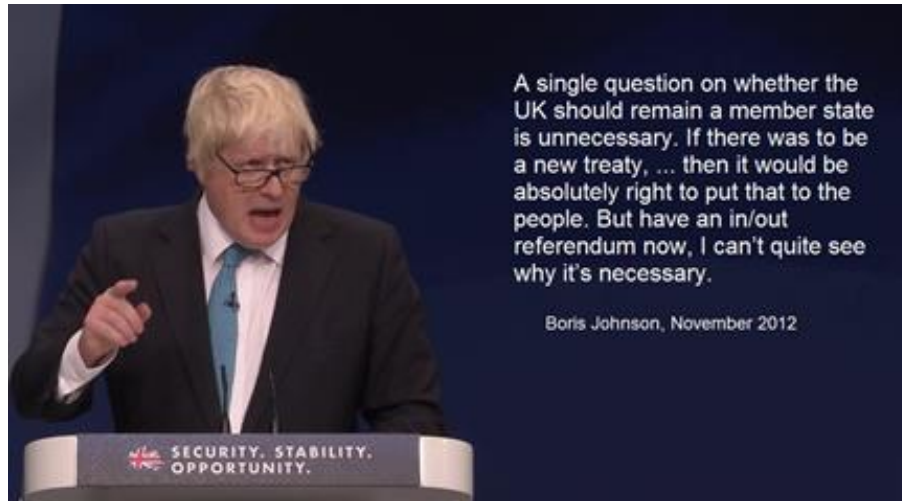 A single question on whether the
UK should remain a member state
is unnecessary. If there was to be
a new treaty, ... then it would be
absolutely right to put that to the
people. But have an in/out
referendum now, I can't quite see
why it's necessary.
Boris Johnson, November 2012
SECURITY. STABILITY.
OPPORTUNITY.